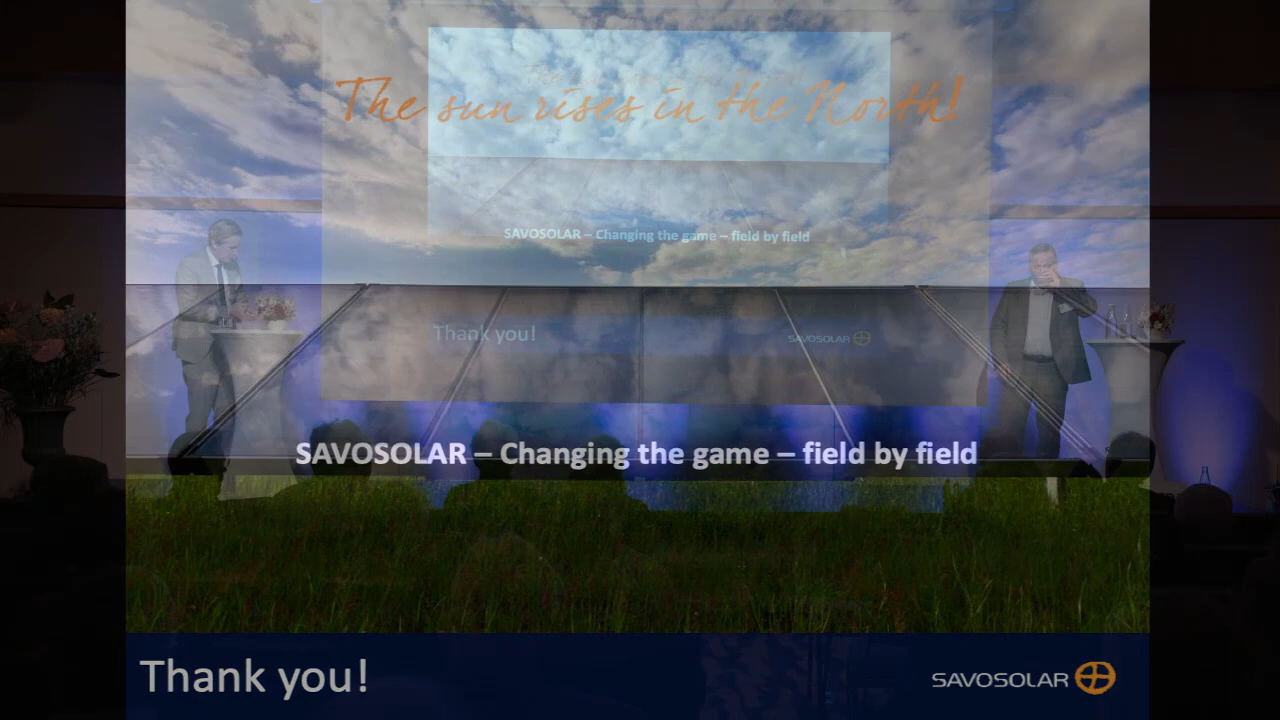 The sun rises in the North!
SAVOSOLAR – Changing the game – field by field
Thank you!
SAVOSOLAR
SAVOSOLAR – Changing the game – field by field
Thank you!
SAVOSOLAR